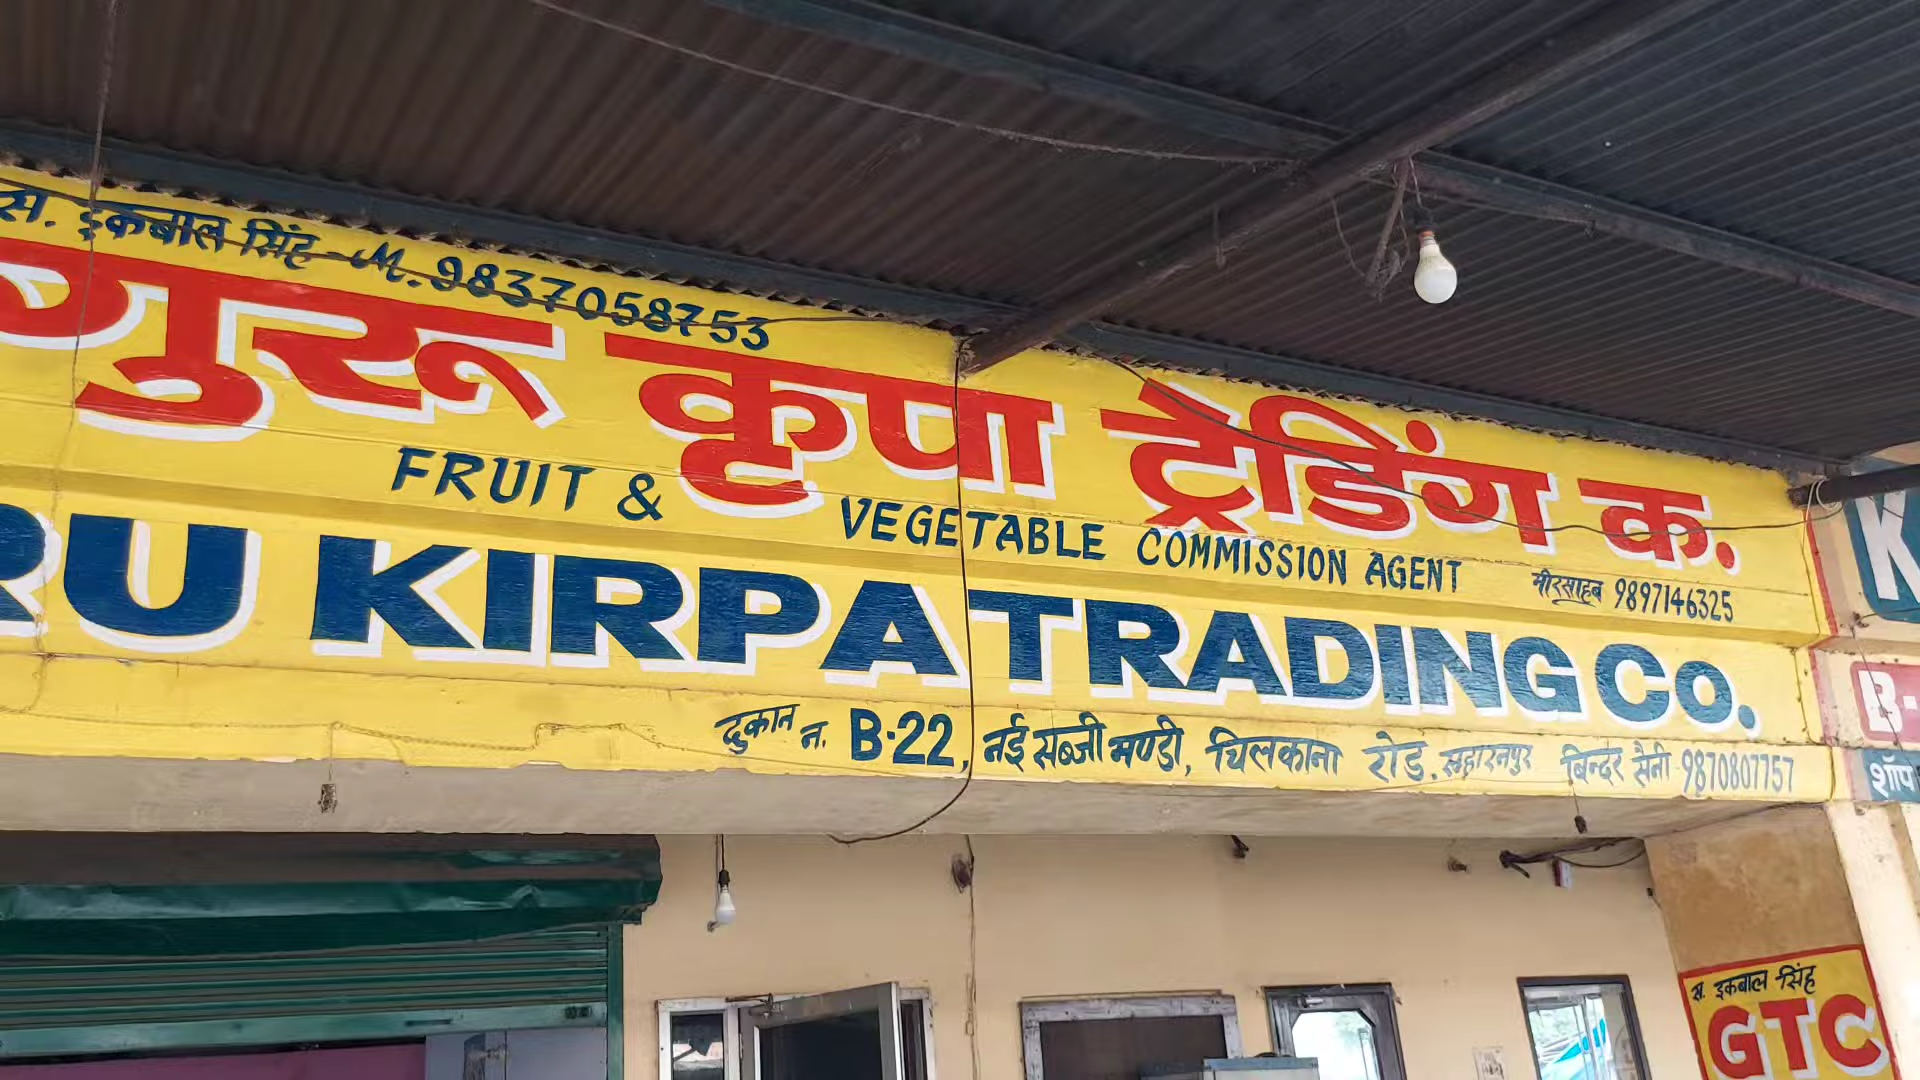 स. इकबाल सिंह - M. 9837058753
गुरू कृपा ट्रेडिंग क.
FRUIT & VEGETABLE COMMISSION AGENT मीरसाहब 9897146325
RU KIRPA TRADING CO.
दुकान न. B-22, नई सब्जी मण्डी, चिलकाना रोड, सहारनपुर बिन्दर सैनी 9870807757
K
B-
शॉप
स. इकबाल सिंह
GTC